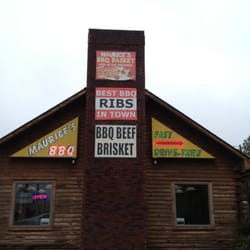 MAURICE'S
BBQ BASKET
BEST BBQ
RIBS
IN TOWN
BBQ BEEF
BRISKET
MAURICE'S
BBQ
FAST
DRIVE-THRU
OPEN